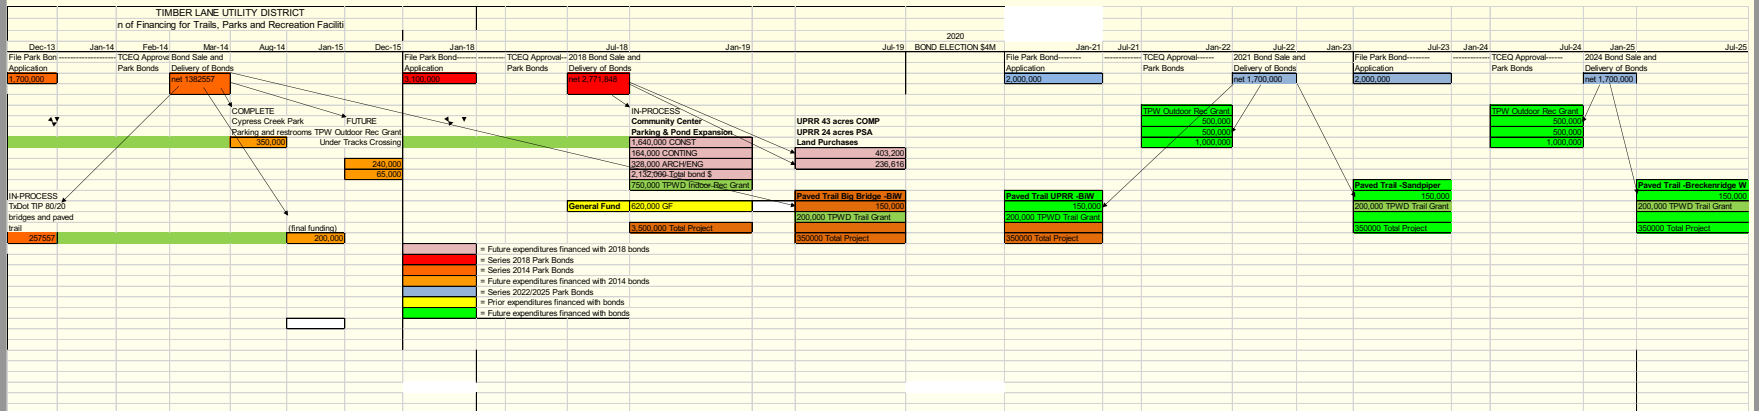 TIMBER LANE UTILITY DISTRICT
n of Financing for Trails, Parks and Recreation Faciliti
2020
Dec-13 Jan-14 Feb-14 Mar-14 Aug-14 Jan-15 Dec-15 Jan-18 Jul-18 Jan-19 Jul-19 BOND ELECTION $4M Jan-21 Jul-21 Jan-22 Jul-22 Jul-23 Jul-23 Jan-24 Jul-24 Jan-25 Jul-25
File Park Bon ------------------ TCEQ Approva Bond Sale and File Park Bond-------- --------- TCEQ Approval-- 2018 Bond Sale and File Park Bond-------- ----------- TCEQ Approval------ 2021 Bond Sale and File Park Bond-------- ----------- TCEQ Approval------ 2024 Bond Sale and
Application Park Bonds Delivery of Bonds Application Park Bonds Delivery of Bonds Application Park Bonds Delivery of Bonds Application Park Bonds Delivery of Bonds
1,700,000 net 1382557 3,100,000 net 2,771,848 2,000,000 net 1,700,000 2,000,000 net 1,700,000
COMPLETE IN-PROCESS TPW Outdoor Rec Grant TPW Outdoor Rec Grant
Cypress Creek Park FUTURE Community Center UPRR 43 acres COMP 500,000 500,000
Parking and restrooms TPW Outdoor Rec Grant Parking & Pond Expansion UPRR 24 acres PSA 500,000 500,000
350,000 Under Tracks Crossing 1,640,000 CONST Land Purchases 1,000,000 1,000,000
164,000 CONTING 403,200
240,000 328,000 ARCH/ENG 236,616
65,000 2,132,000 Total bond $
750,000 TPWD Indoor Rec Grant Paved Trail -Sandpiper Paved Trail -Breckenridge W
IN-PROCESS Paved Trail Big Bridge -BIW Paved Trail UPRR -BIW 150,000 150,000
TxDot TIP 80/20 General Fund 620,000 GF 150,000 150,000 200,000 TPWD Trail Grant 200,000 TPWD Trail Grant
bridges and paved 200,000 TPWD Trail Grant 200,000 TPWD Trail Grant
trail (final funding) 3,500,000 Total Project 350000 Total Project 350000 Total Project
257557 200,000 350000 Total Project 350000 Total Project
= Future expenditures financed with 2018 bonds
= Series 2018 Park Bonds
= Series 2014 Park Bonds
= Future expenditures financed with 2014 bonds
= Series 2022/2025 Park Bonds
= Prior expenditures financed with bonds
= Future expenditures financed with bonds